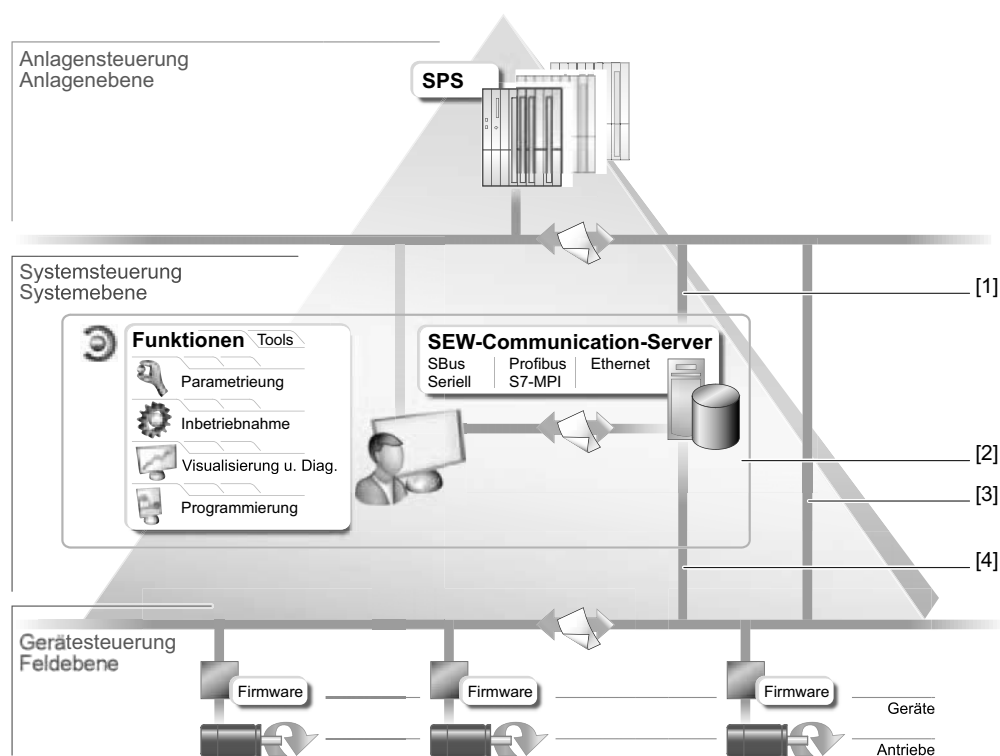 Anlagensteuerung
Anlagenebene
SPS
Systemsteuerung
Systemebene
[1]
Funktionen Tools
Parametrieung
Inbetriebnahme
Visualisierung u. Diag.
Programmierung
SEW-Communication-Server
SBus Profibus Ethernet
Seriell S7-MPI
[2]
[3]
[4]
Gerätesteuerung
Feldebene
Firmware
Firmware
Firmware
Geräte
Antriebe